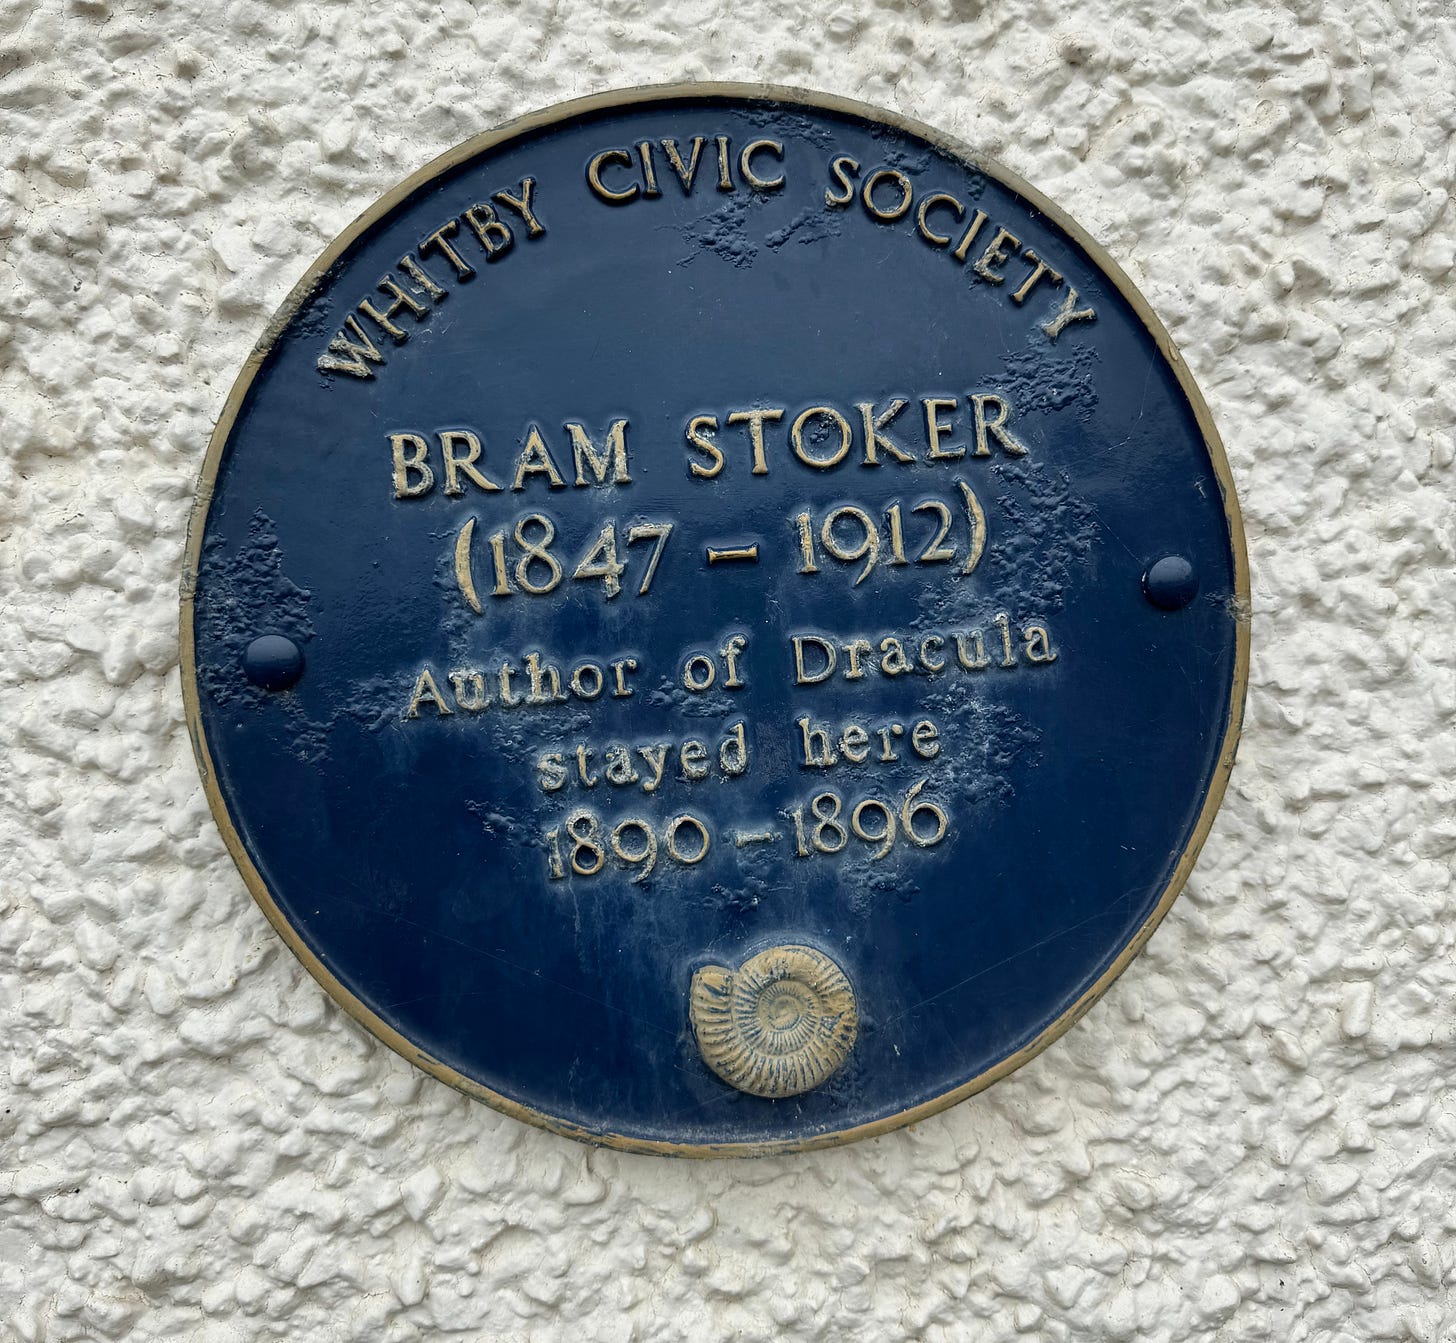 WHITBY CIVIC SOCIETY
BRAM STOKER
(1847 – 1912)
Author of Dracula
stayed here
1890 – 1896